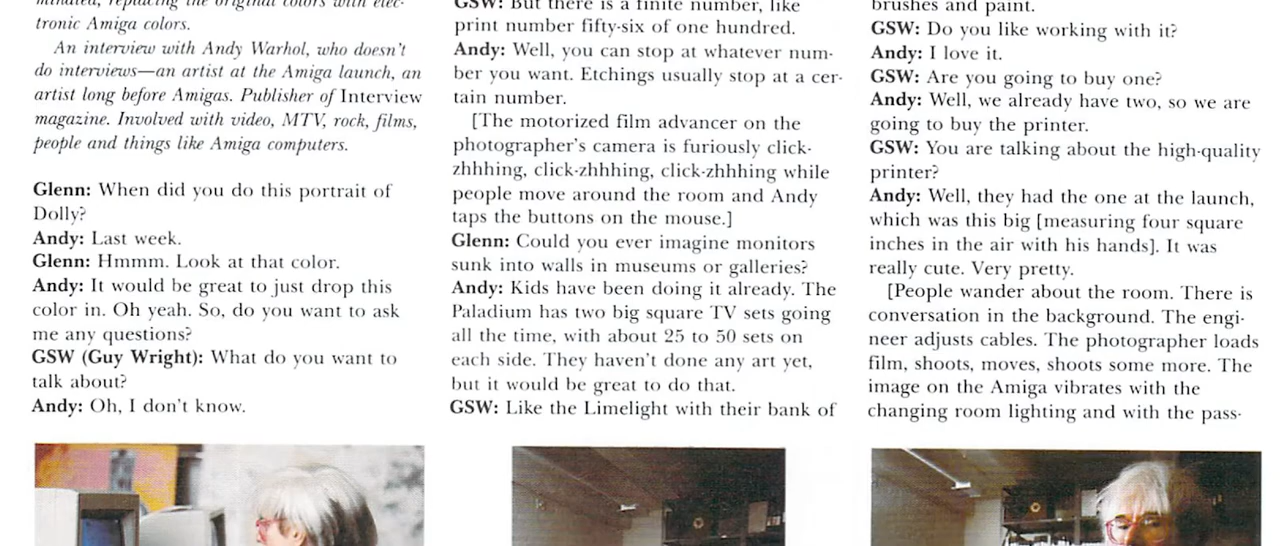 minated, replacing the original colors with elec-
tronic Amiga colors.
An interview with Andy Warhol, who doesn't
do interviews—an artist at the Amiga launch, an
artist long before Amigas. Publisher of Interview
magazine. Involved with video, MTV, rock, films,
people and things like Amiga computers.
Glenn: When did you do this portrait of
Dolly?
Andy: Last week.
Glenn: Hmmm. Look at that color.
Andy: It would be great to just drop this
color in. Oh yeah. So, do you want to ask
me any questions?
GSW (Guy Wright): What do you want to
talk about?
Andy: Oh, I don't know.
GSW: But there is a finite number, like
print number fifty-six of one hundred.
Andy: Well, you can stop at whatever num-
ber you want. Etchings usually stop at a cer-
tain number.
[The motorized film advancer on the
photographer's camera is furiously click-
zhhhing, click-zhhhing, click-zhhhing while
people move around the room and Andy
taps the buttons on the mouse.]
Glenn: Could you ever imagine monitors
sunk into walls in museums or galleries?
Andy: Kids have been doing it already. The
Paladium has two big square TV sets going
all the time, with about 25 to 50 sets on
each side. They haven't done any art yet,
but it would be great to do that.
GSW: Like the Limelight with their bank of
brushes and paint.
GSW: Do you like working with it?
Andy: I love it.
GSW: Are you going to buy one?
Andy: Well, we already have two, so we are
going to buy the printer.
GSW: You are talking about the high-quality
printer?
Andy: Well, they had the one at the launch,
which was this big [measuring four square
inches in the air with his hands]. It was
really cute. Very pretty.
[People wander about the room. There is
conversation in the background. The engi-
neer adjusts cables. The photographer loads
film, shoots, moves, shoots some more. The
image on the Amiga vibrates with the
changing room lighting and with the pass-